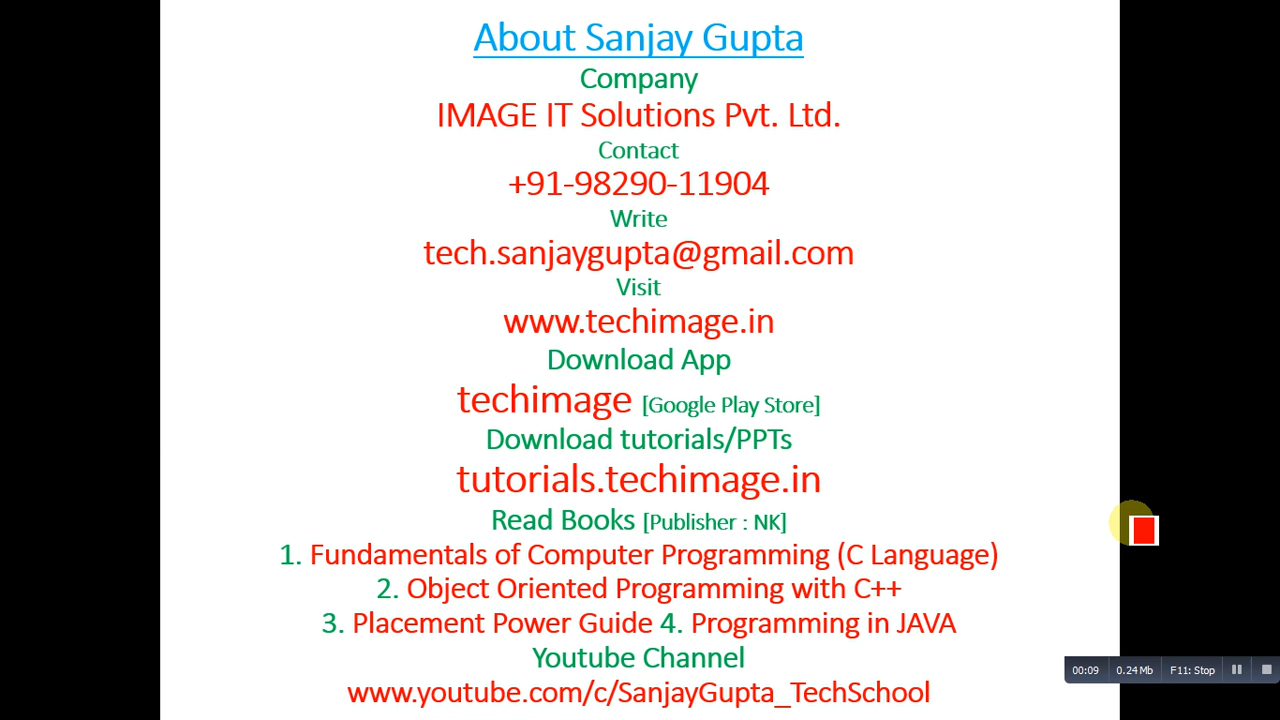 About Sanjay Gupta
Company
IMAGE IT Solutions Pvt. Ltd.
Contact
+91-98290-11904
Write
tech.sanjaygupta@gmail.com
Visit
www.techimage.in
Download App
techimage [Google Play Store]
Download tutorials/PPTs
tutorials.techimage.in
Read Books [Publisher : NK]
1. Fundamentals of Computer Programming (C Language)
2. Object Oriented Programming with C++
3. Placement Power Guide 4. Programming in JAVA
Youtube Channel
www.youtube.com/c/SanjayGupta_TechSchool
00:09 0.24 Mb F11: Stop